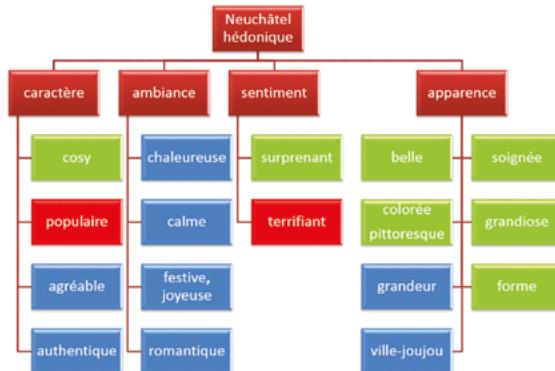 Neuchâtel
hédonique
caractère
ambiance
sentiment
apparence
cosy
chaleureuse
surprenant
belle
soignée
populaire
calme
terrifiant
colorée
pittoresque
grandiose
agréable
festive,
joyeuse
grandeur
forme
authentique
romantique
ville-joujou